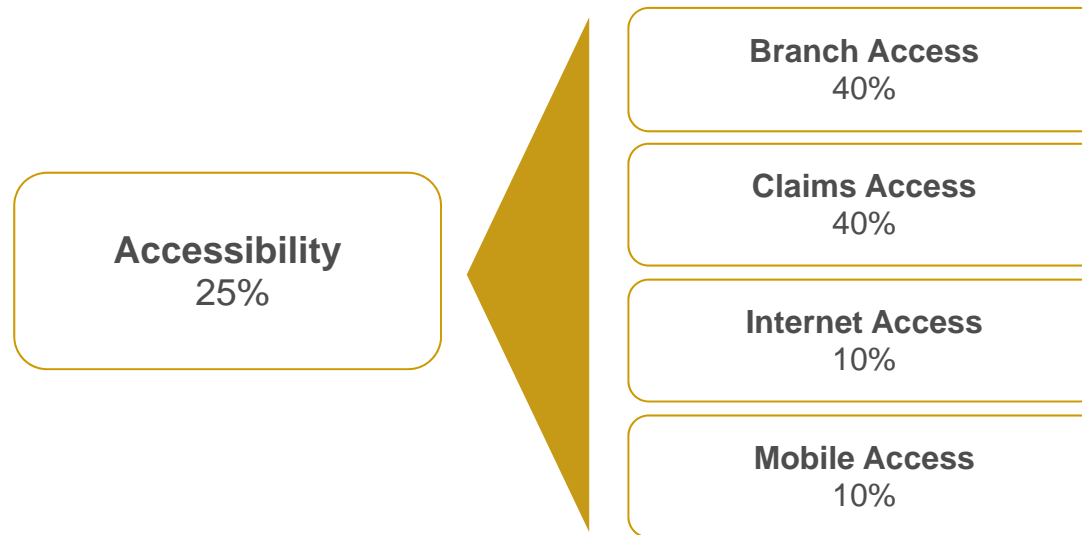 Accessibility
25%
Branch Access
40%
Claims Access
40%
Internet Access
10%
Mobile Access
10%